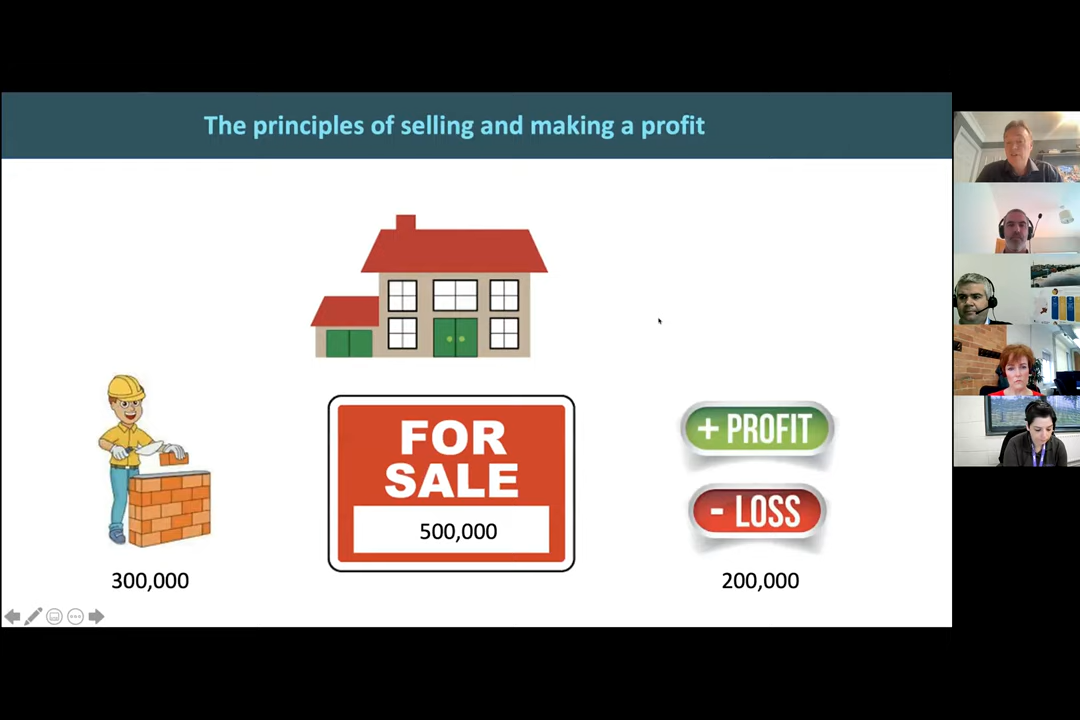 The principles of selling and making a profit
FOR
SALE
500,000
+ PROFIT
- LOSS
300,000
200,000